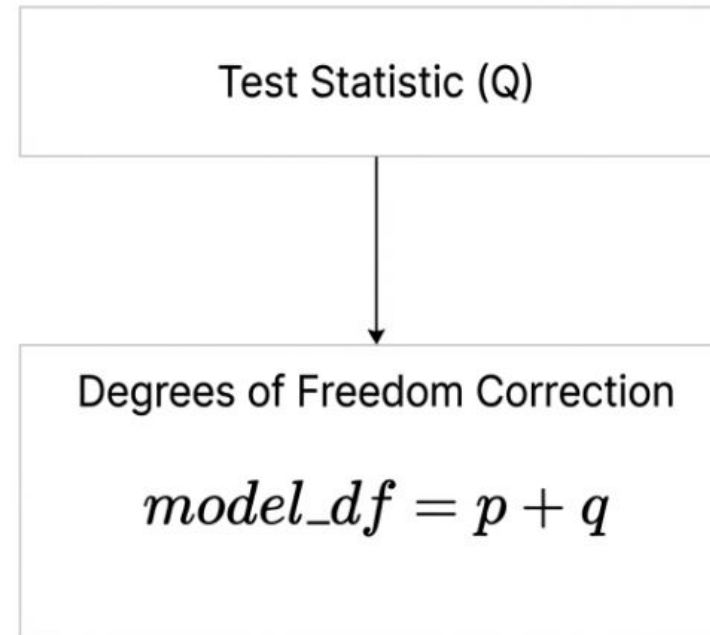 Test Statistic (Q)
Degrees of Freedom Correction
model_df = p + q